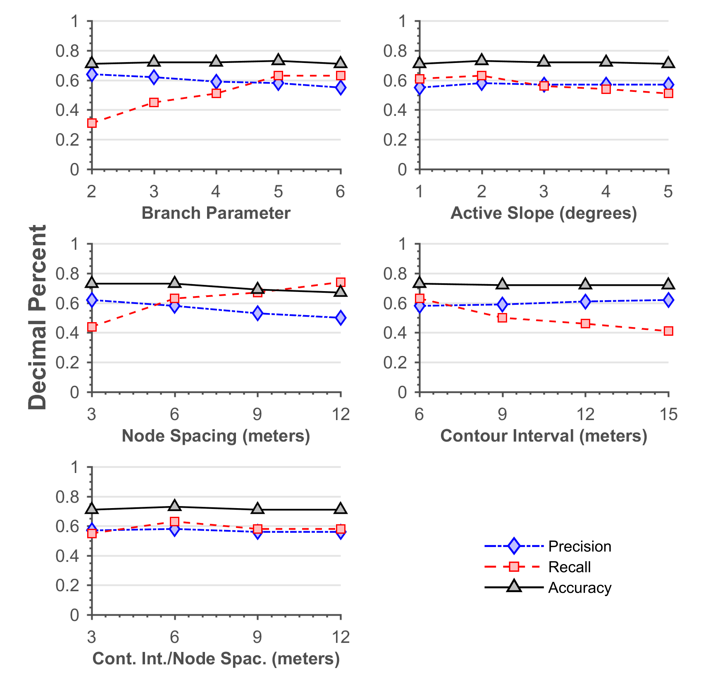 1
0.8
0.6
0.4
0.2
0
2 3 4 5 6
Branch Parameter
1
0.8
0.6
0.4
0.2
0
1 2 3 4 5
Active Slope (degrees)
Decimal Percent
1
0.8
0.6
0.4
0.2
0
3 6 9 12
Node Spacing (meters)
1
0.8
0.6
0.4
0.2
0
6 9 12 15
Contour Interval (meters)
1
0.8
0.6
0.4
0.2
0
3 6 9 12
Cont. Int./Node Spac. (meters)
Precision
Recall
Accuracy